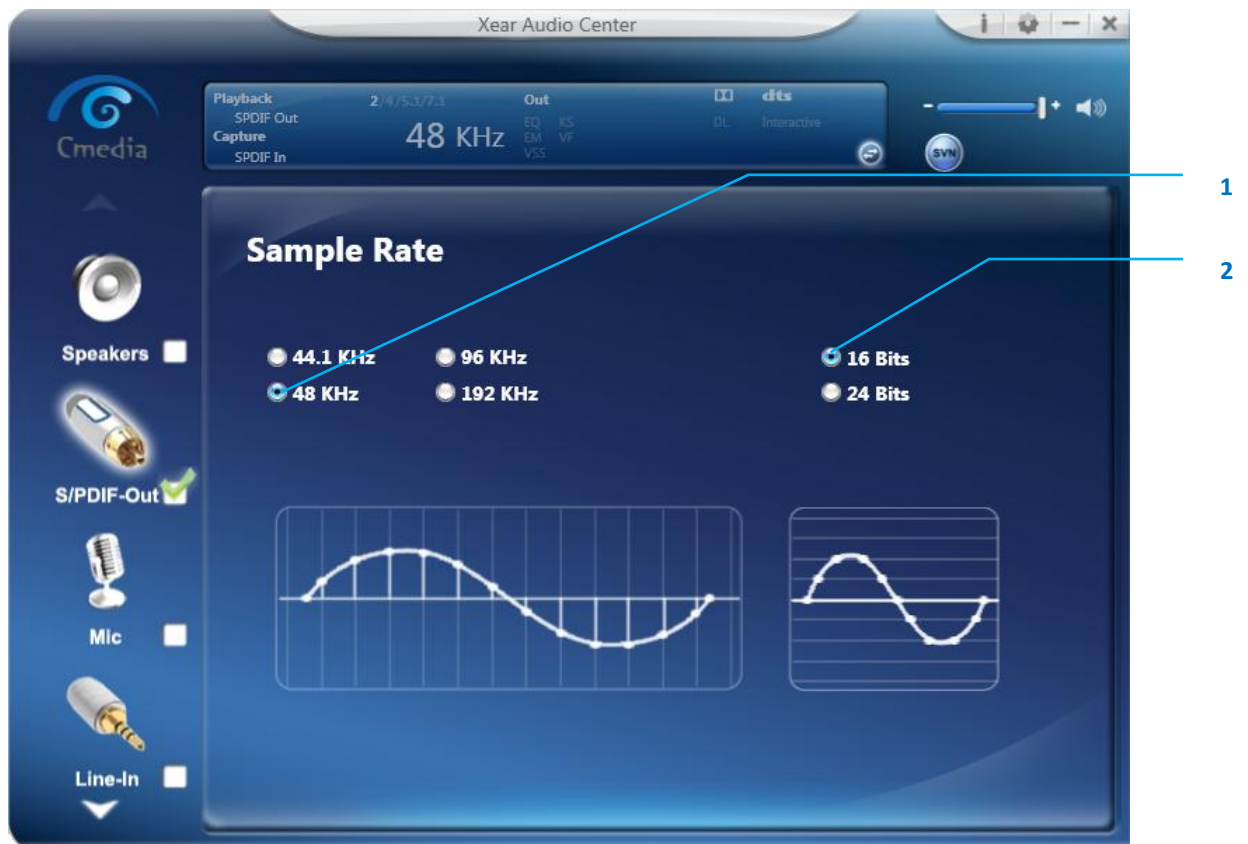 Xear Audio Center
i
Cmedia
Playback 2/4/5.1/7.1 Out dts
SPDIF Out EQ KS DL Interactive
Capture 48 KHz EM VF
SPDIF In VSS
- +
SVN
1
Sample Rate
2
Speakers
44.1 KHz 96 KHz 16 Bits
48 KHz 192 KHz 24 Bits
S/PDIF-Out
Mic
Line-In